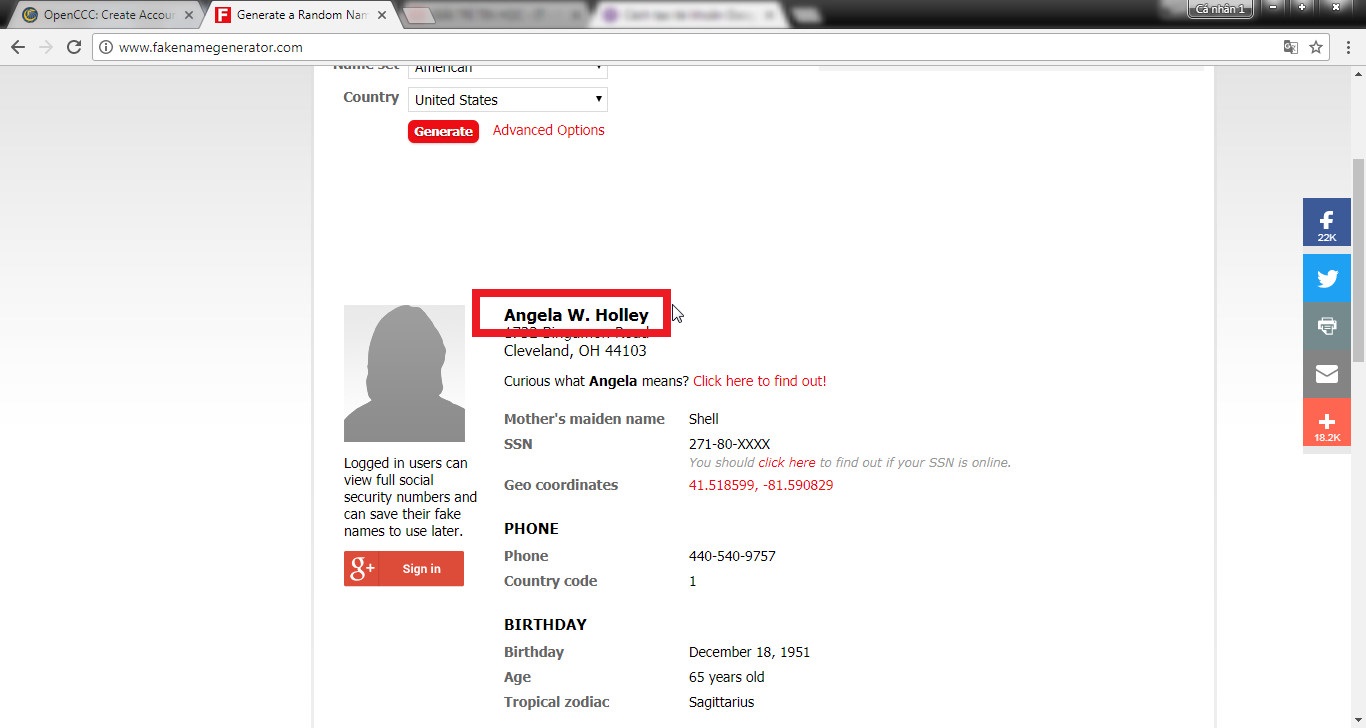 OpenCCC: Create Accou
Generate a Random Nam
Cá nhân 1
www.fakenamegenerator.com
Name set American
Country United States
Generate Advanced Options
Angela W. Holley
Cleveland, OH 44103
Curious what Angela means? Click here to find out!
Mother's maiden name Shell
SSN 271-80-XXXX
You should click here to find out if your SSN is online.
Geo coordinates 41.518599, -81.590829
Logged in users can
view full social
security numbers and
can save their fake
names to use later.
g+ Sign in
PHONE
Phone 440-540-9757
Country code 1
BIRTHDAY
Birthday December 18, 1951
Age 65 years old
Tropical zodiac Sagittarius
22K
18.2K